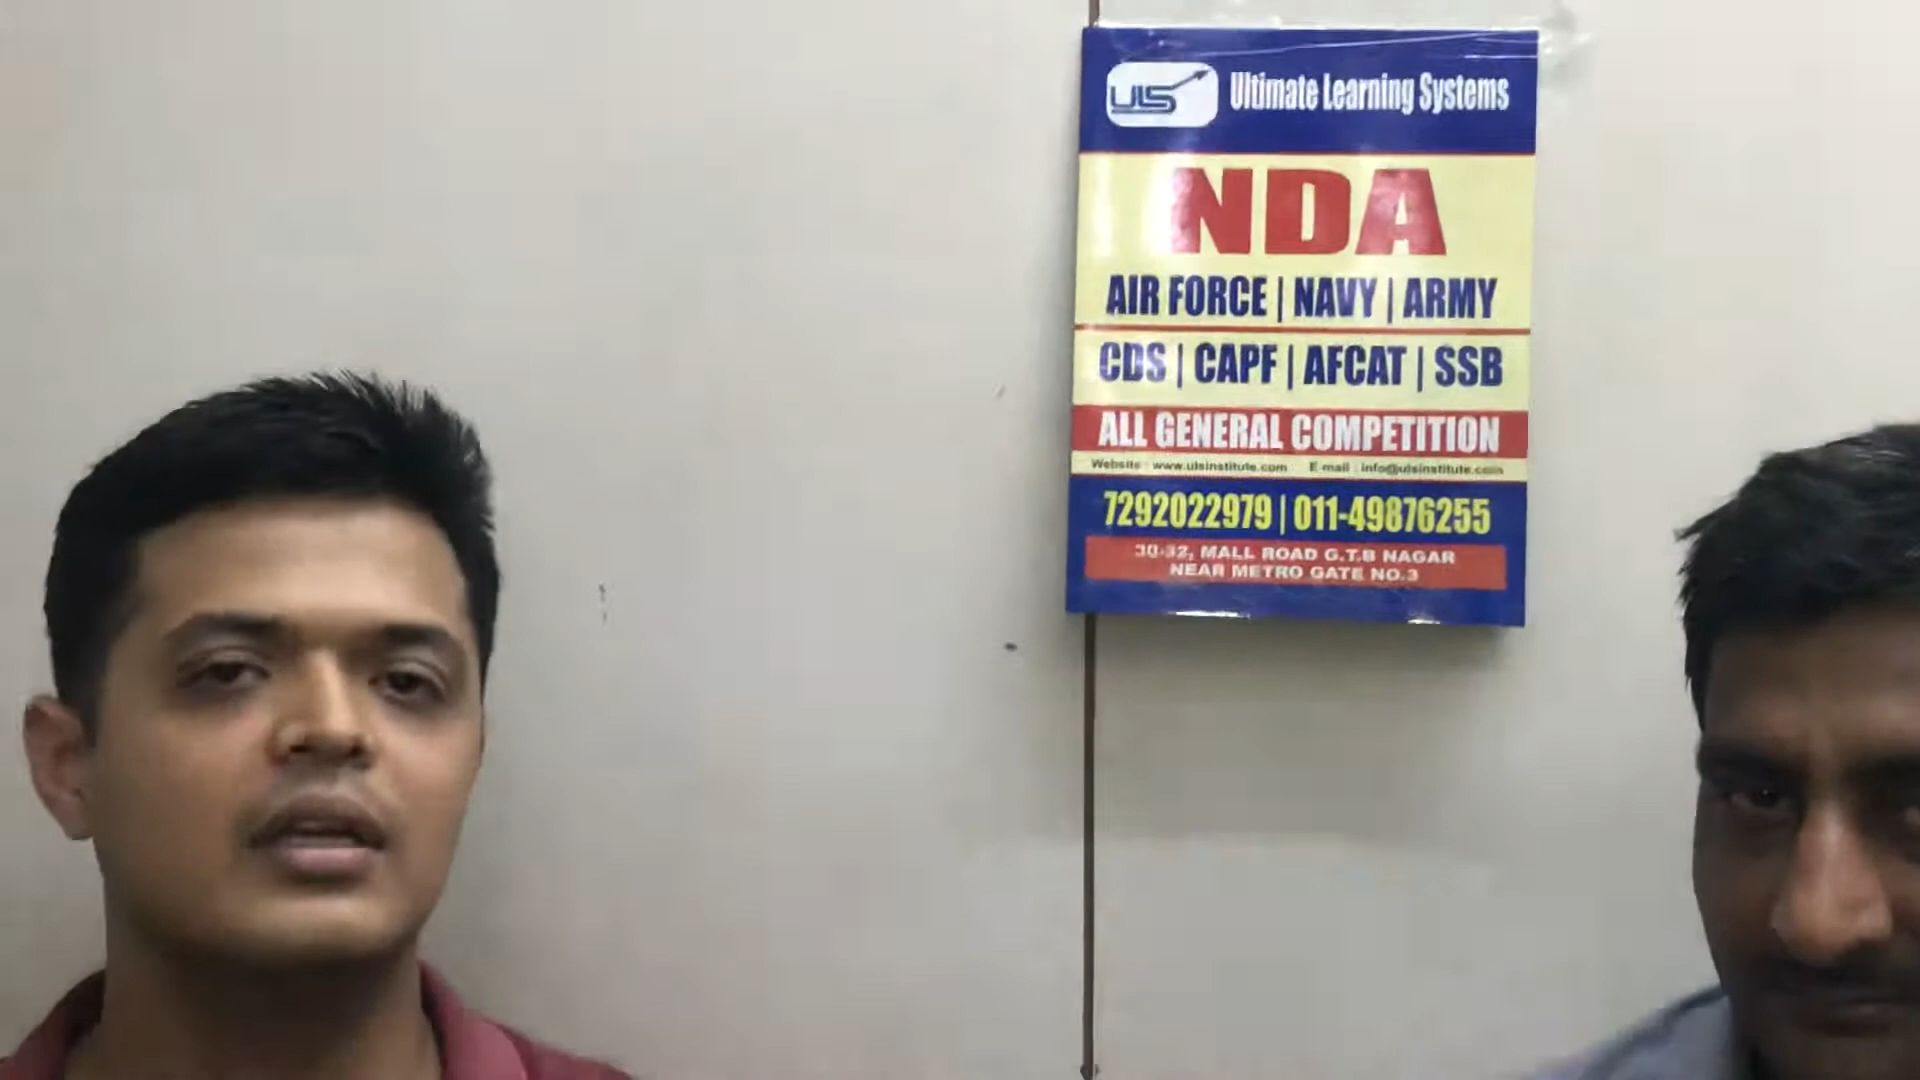 ULS Ultimate Learning Systems
NDA
AIR FORCE | NAVY | ARMY
CDS | CAPF | AFCAT | SSB
ALL GENERAL COMPETITION
Website : www.ulsinstitute.com E-mail : info@ulsinstitute.com
7292022979 | 011-49876255
30-32, MALL ROAD G.T.B NAGAR
NEAR METRO GATE NO.3